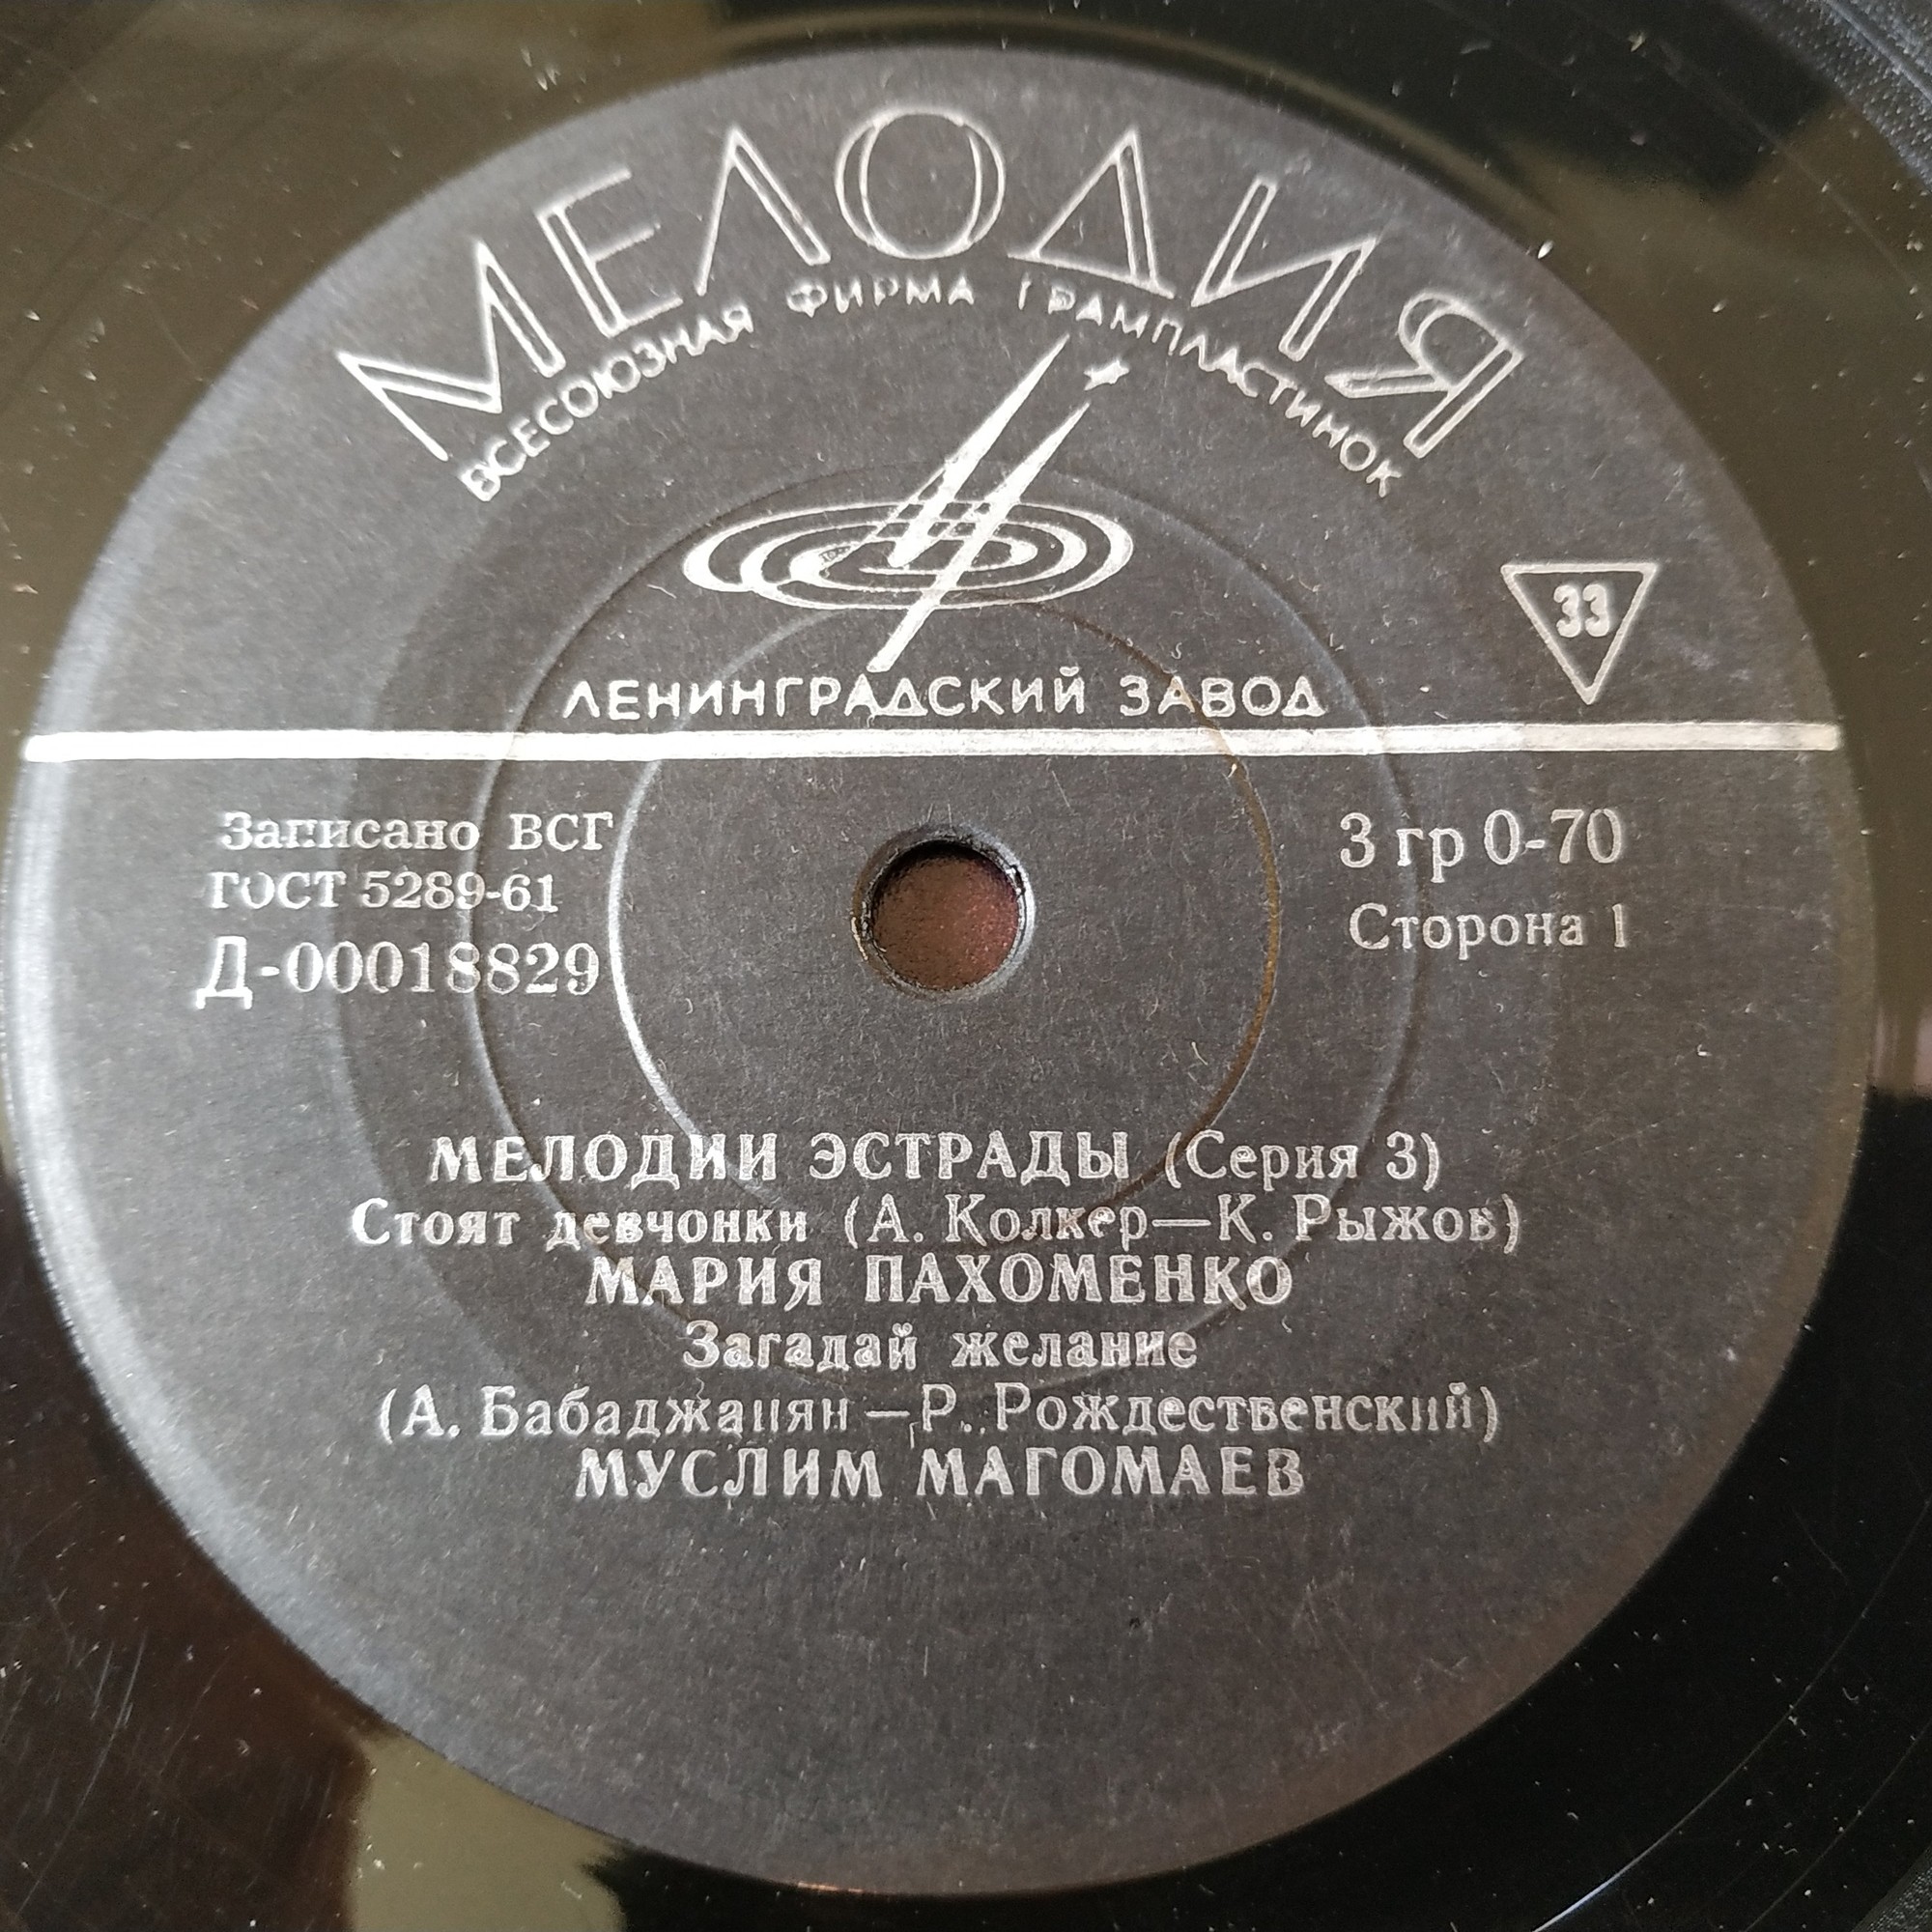 МЕЛОДИЯ
ВСЕСОЮЗНАЯ ФИРМА ГРАМПЛАСТИНОК
33
ЛЕНИНГРАДСКИЙ ЗАВОД
Записано ВСГ
ГОСТ 5289-61
Д-00018829
3 гр 0-70
Сторона 1
МЕЛОДИИ ЭСТРАДЫ (Серия 3)
Стоят девчонки (А. Колкер—К. Рыжов)
МАРИЯ ПАХОМЕНКО
Загадай желание
(А. Бабаджанян—Р. Рождественский)
МУСЛИМ МАГОМАЕВ